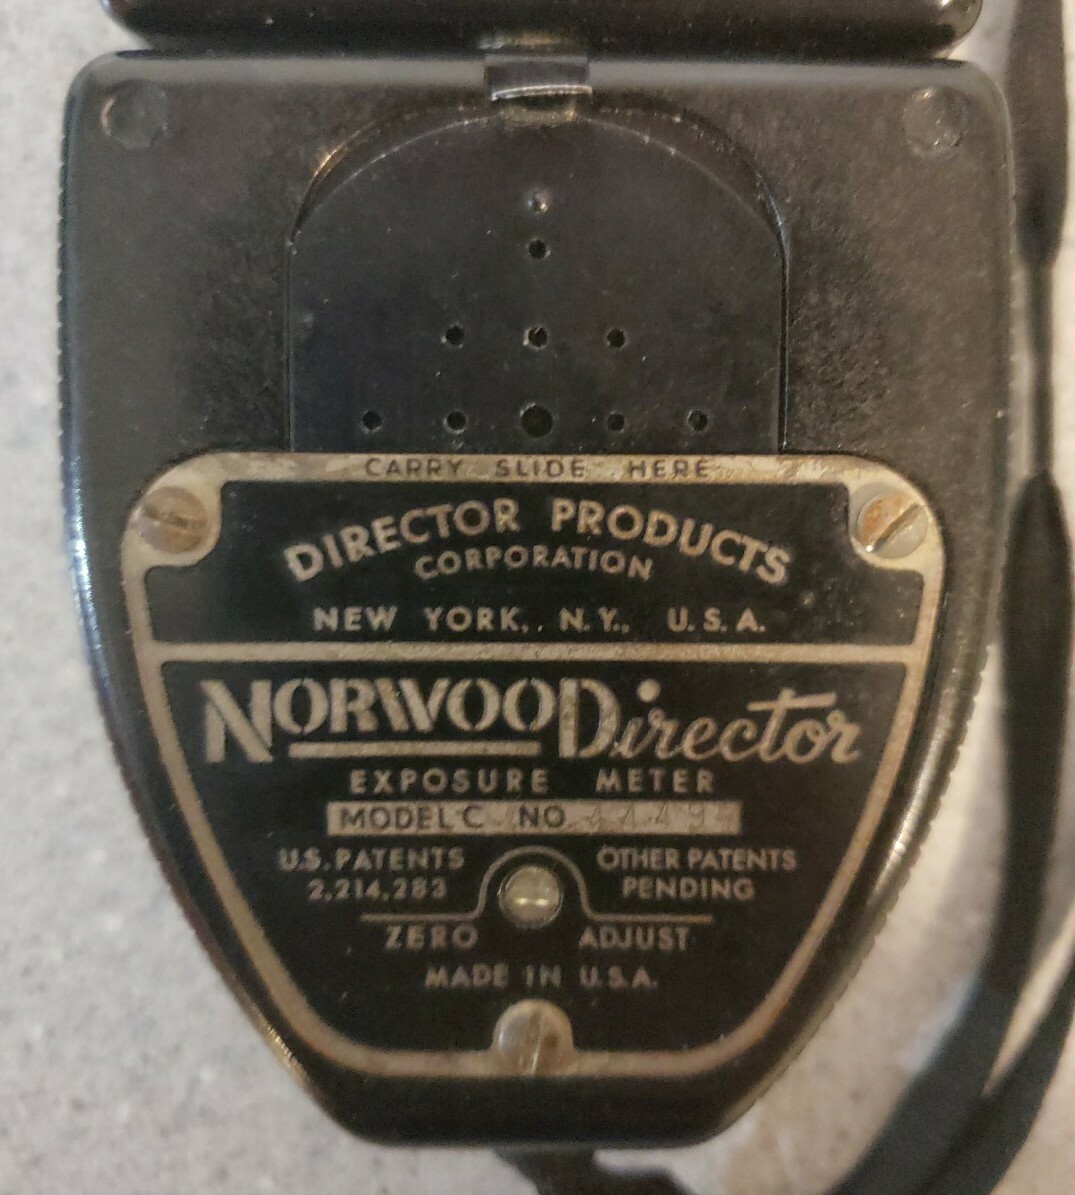 CARRY SLIDE HERE
DIRECTOR PRODUCTS
CORPORATION
NEW YORK, N.Y., U.S.A.
NORWOOD Director
EXPOSURE METER
MODEL C NO.
U.S. PATENTS
2,214,283
OTHER PATENTS
PENDING
ZERO ADJUST
MADE IN U.S.A.